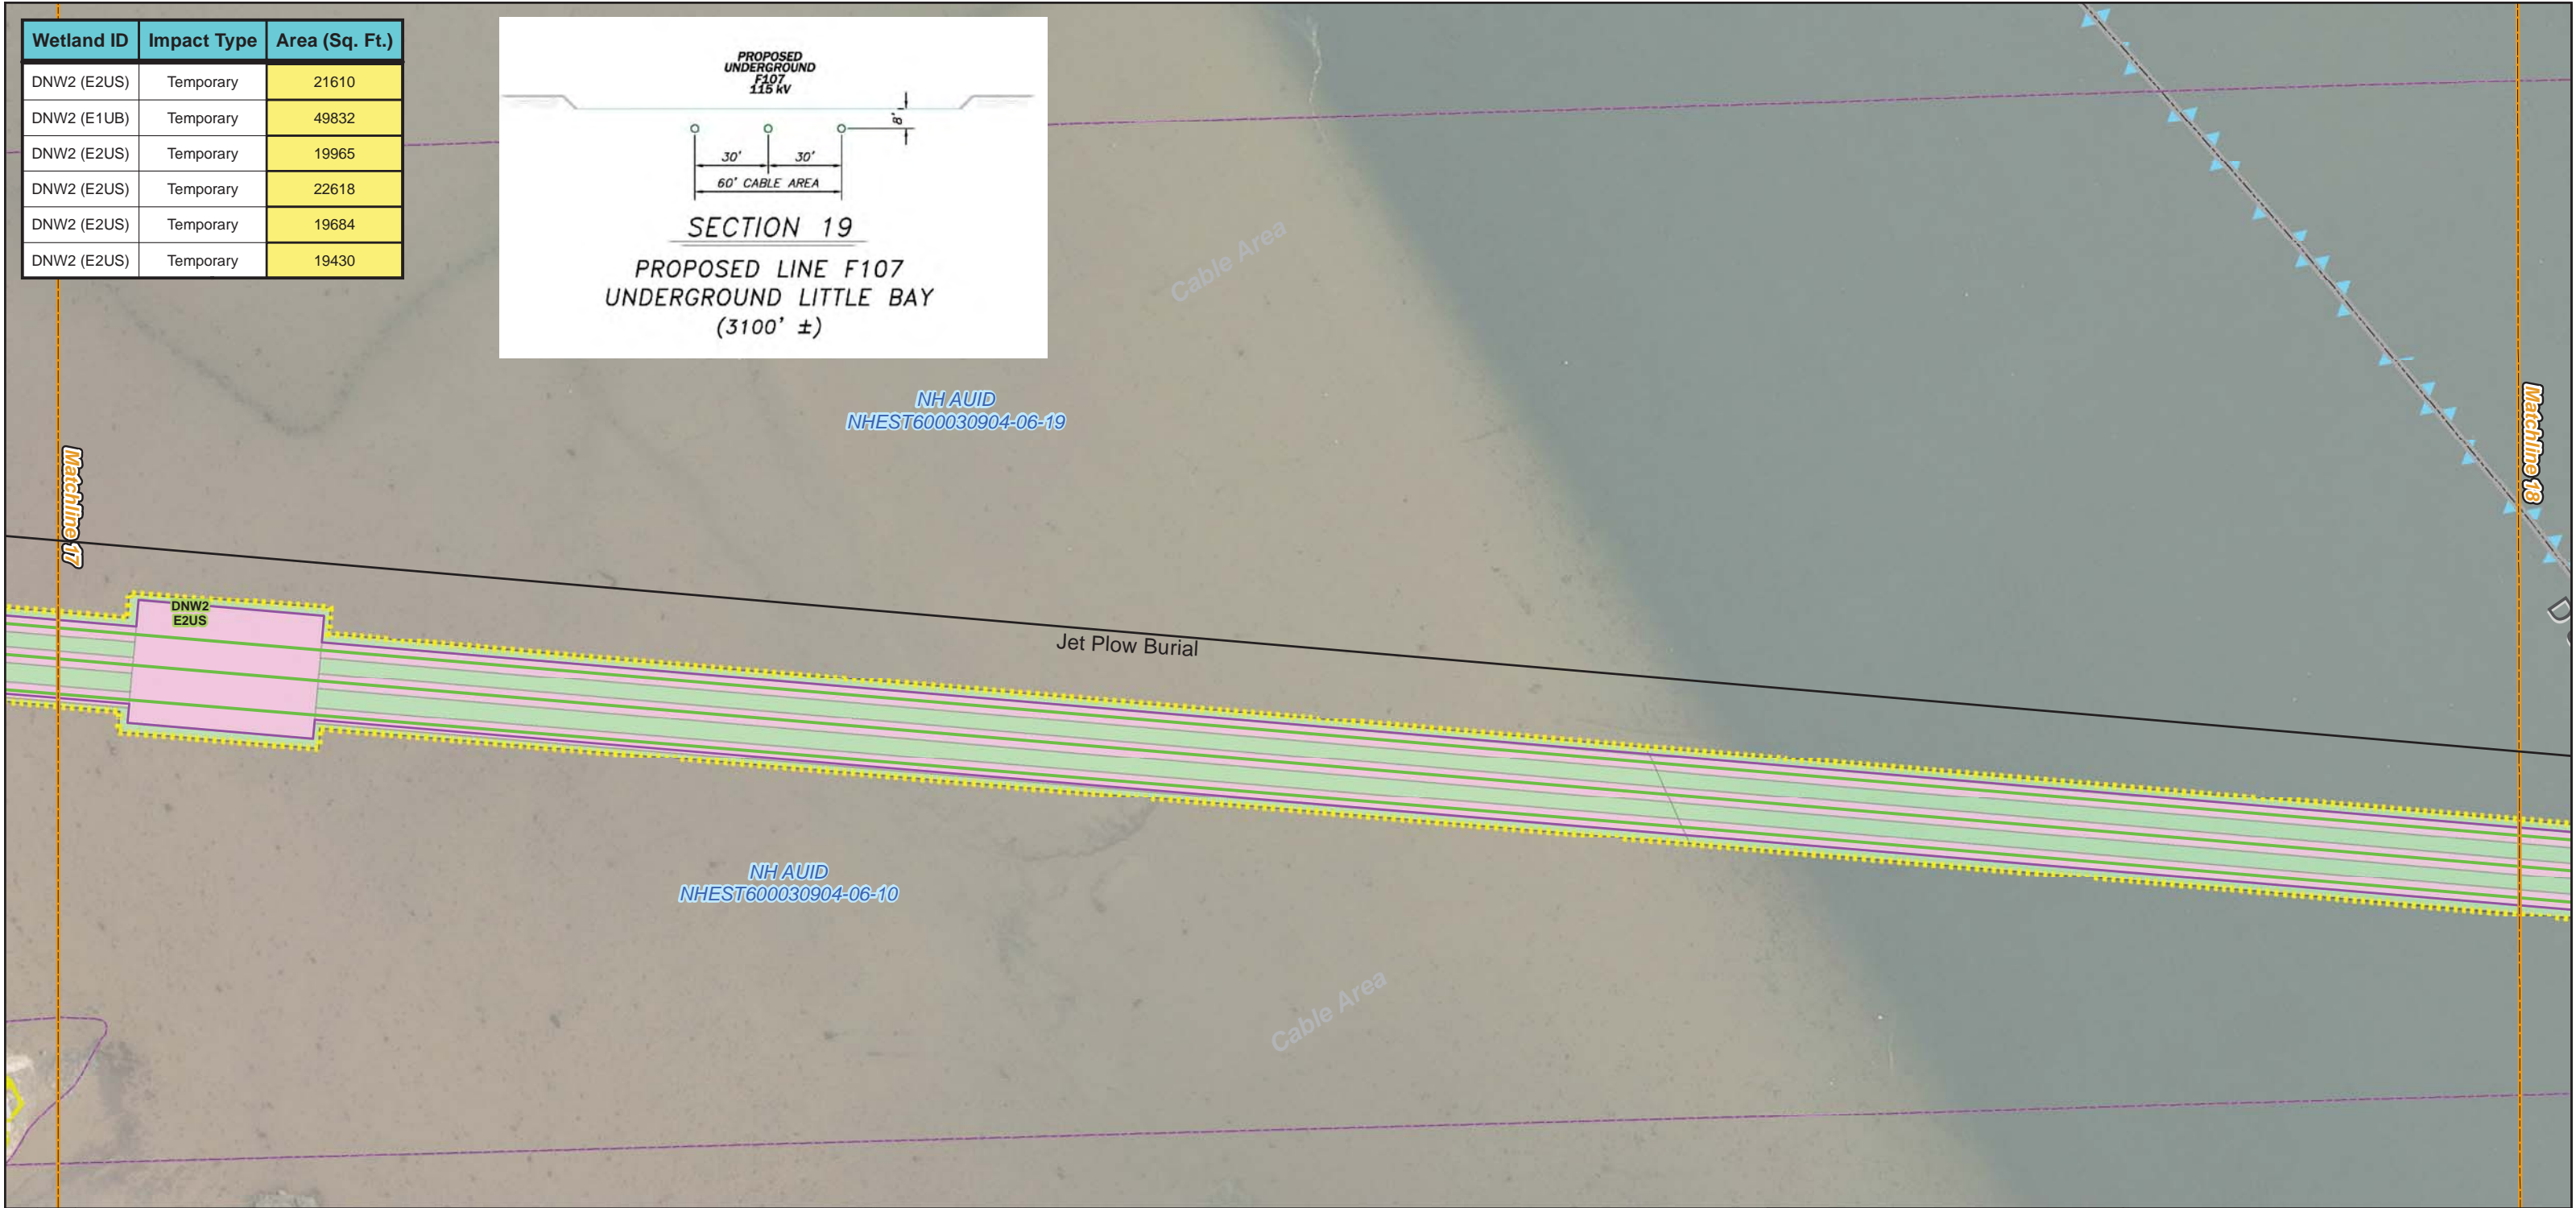 Wetland ID Impact Type Area (Sq. Ft.)
DNW2 (E2US) Temporary 21610
DNW2 (E1UB) Temporary 49832
DNW2 (E2US) Temporary 19965
DNW2 (E2US) Temporary 22618
DNW2 (E2US) Temporary 19684
DNW2 (E2US) Temporary 19430
PROPOSED
UNDERGROUND
F107
115 kV
8'
30' 30'
60' CABLE AREA
SECTION 19
PROPOSED LINE F107
UNDERGROUND LITTLE BAY
(3100' ±)
Cable Area
NH AUID
NHEST600030904-06-19
Matchline 17
Matchline 18
DNW2
E2US
Jet Plow Burial
NH AUID
NHEST600030904-06-10
Cable Area